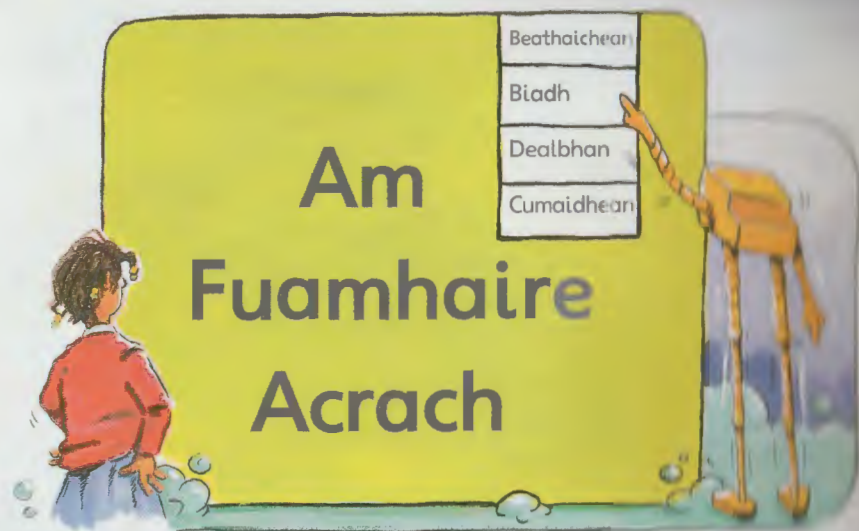 Beathaichean
Biadh
Dealbhan
Cumaidhean
Am
Fuamhaire
Acrach